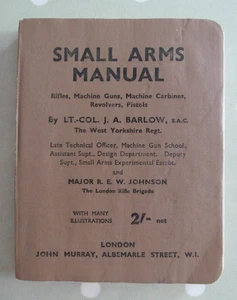 SMALL ARMS
MANUAL
Rifles, Machine Guns, Machine Carbines,
Revolvers, Pistols
By LT.-COL. J. A. BARLOW, S.A.C.
The West Yorkshire Regt.
Late Technical Officer, Machine Gun School,
Assistant Supt., Design Department, Deputy
Supt., Small Arms Experimental Estabs.
and
MAJOR R. E. W. JOHNSON
The London Rifle Brigade
WITH MANY
ILLUSTRATIONS
2/- net
LONDON
JOHN MURRAY, ALBEMARLE STREET, W.I.